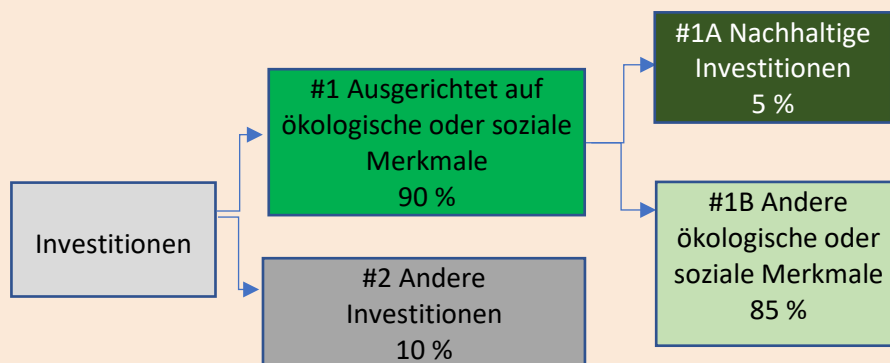 Investitionen
#1 Ausgerichtet auf
ökologische oder soziale
Merkmale
90 %
#2 Andere
Investitionen
10 %
#1A Nachhaltige
Investitionen
5 %
#1B Andere
ökologische oder
soziale Merkmale
85 %